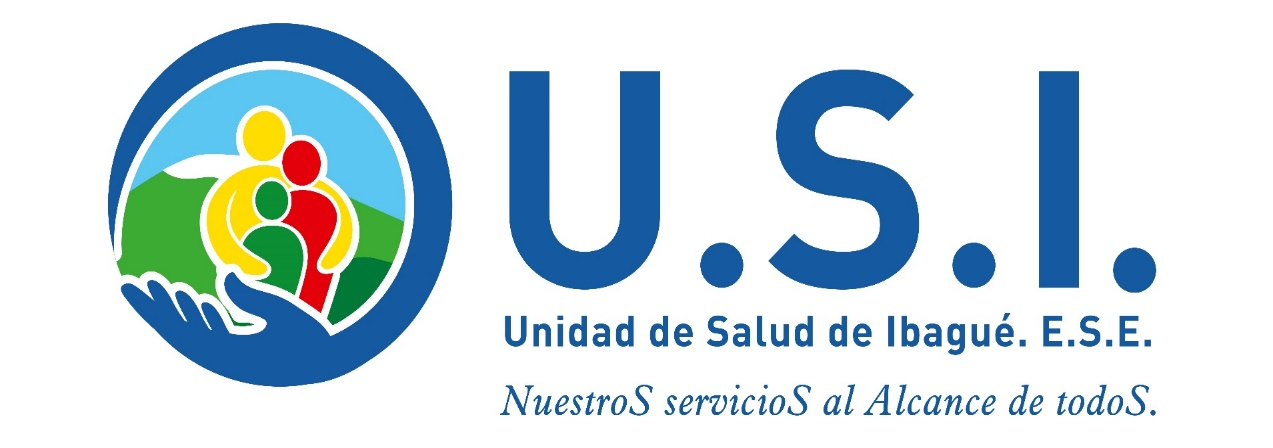 U.S.I.
Unidad de Salud de Ibagué. E.S.E.
NuestroS servicioS al Alcance de todoS.